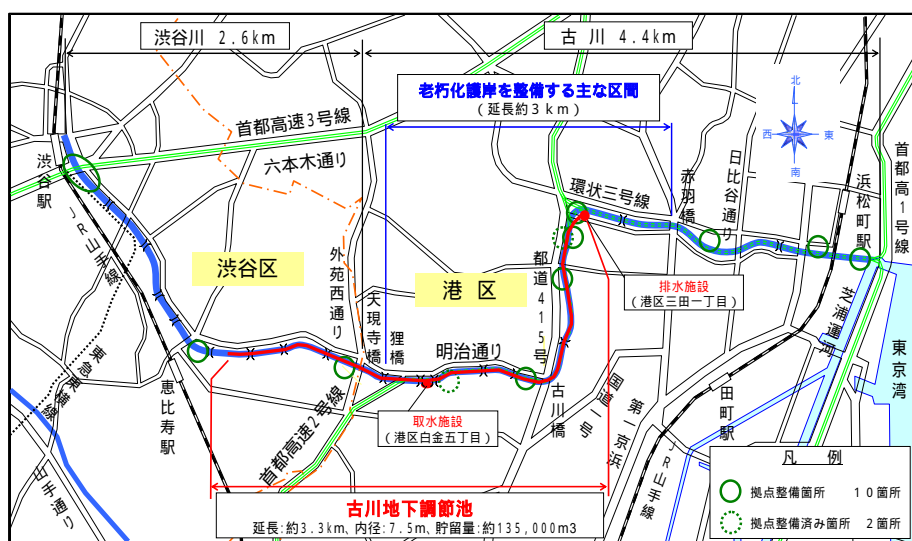 渋谷川 2.6km
古 川 4.4km
老朽化護岸を整備する主な区間
(延長約3km)
北
西
東
南
首都高速3号線
六本木通り
渋谷駅
JR山手線
東急東横線
山手通り
恵比寿駅
渋谷区
外苑西通り
天現寺橋
狸橋
明治通り
港 区
都道415号
環状三号線
赤羽橋
日比谷通り
浜松町駅
首都高1号線
排水施設
(港区三田一丁目)
芝浦運河
東京湾
取水施設
(港区白金五丁目)
首都高速2号線
古川橋
国道一号
第一京浜
田町駅
JR山手線
古川地下調節池
延長:約3.3km、内径:7.5m、貯留量:約135,000m3
凡 例
拠点整備箇所 10箇所
拠点整備済み箇所 2箇所